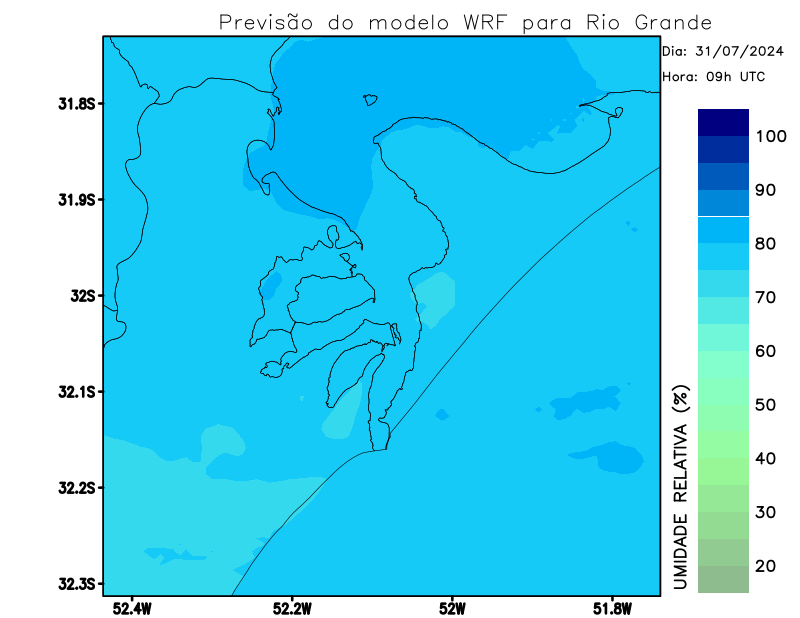 Previsão do modelo WRF para Rio Grande
Dia: 31/07/2024
Hora: 09h UTC
31.8S
31.9S
32S
32.1S
32.2S
32.3S
52.4W
52.2W
52W
51.8W
100
90
80
70
60
50
40
30
20
UMIDADE RELATIVA (%)